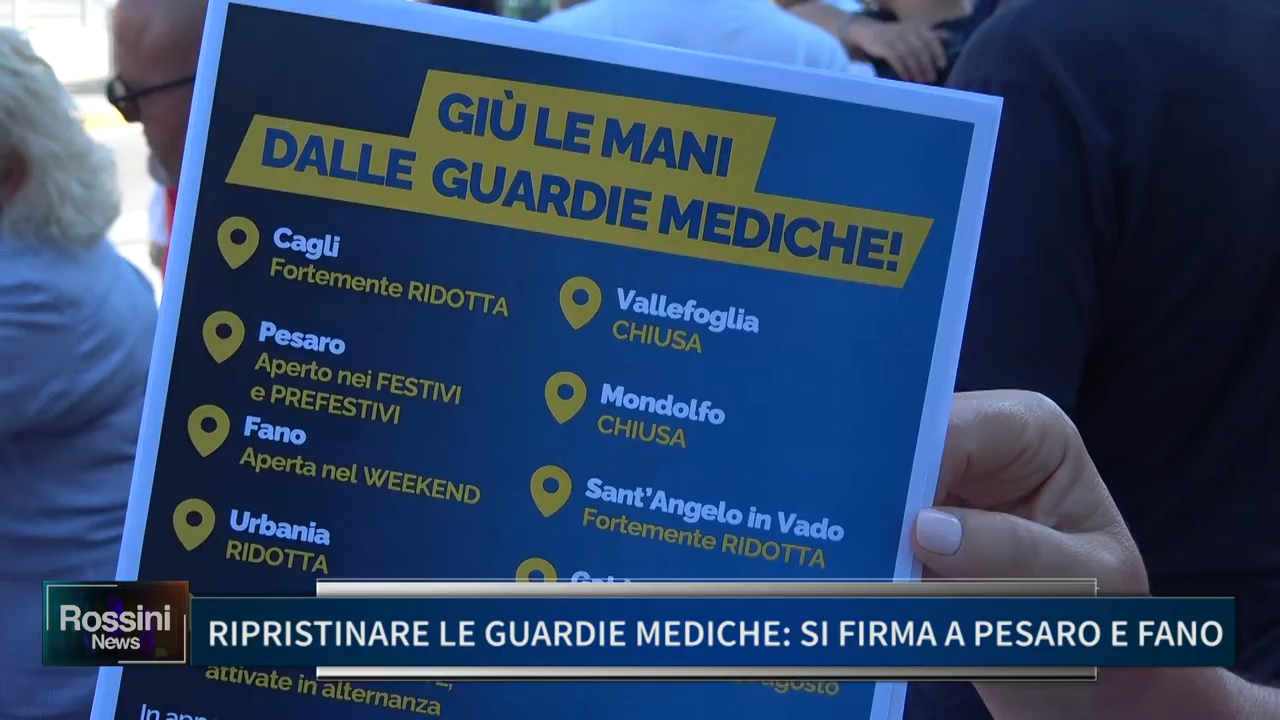 GIÙ LE MANI
DALLE GUARDIE MEDICHE!
Cagli
Fortemente RIDOTTA
Pesaro
Aperto nei FESTIVI
e PREFESTIVI
Fano
Aperta nel WEEKEND
Urbania
RIDOTTA
Vallefoglia
CHIUSA
Mondolfo
CHIUSA
Sant'Angelo in Vado
Fortemente RIDOTTA
Rossini
News
RIPRISTINARE LE GUARDIE MEDICHE: SI FIRMA A PESARO E FANO
attivate in alternanza
agosto
In